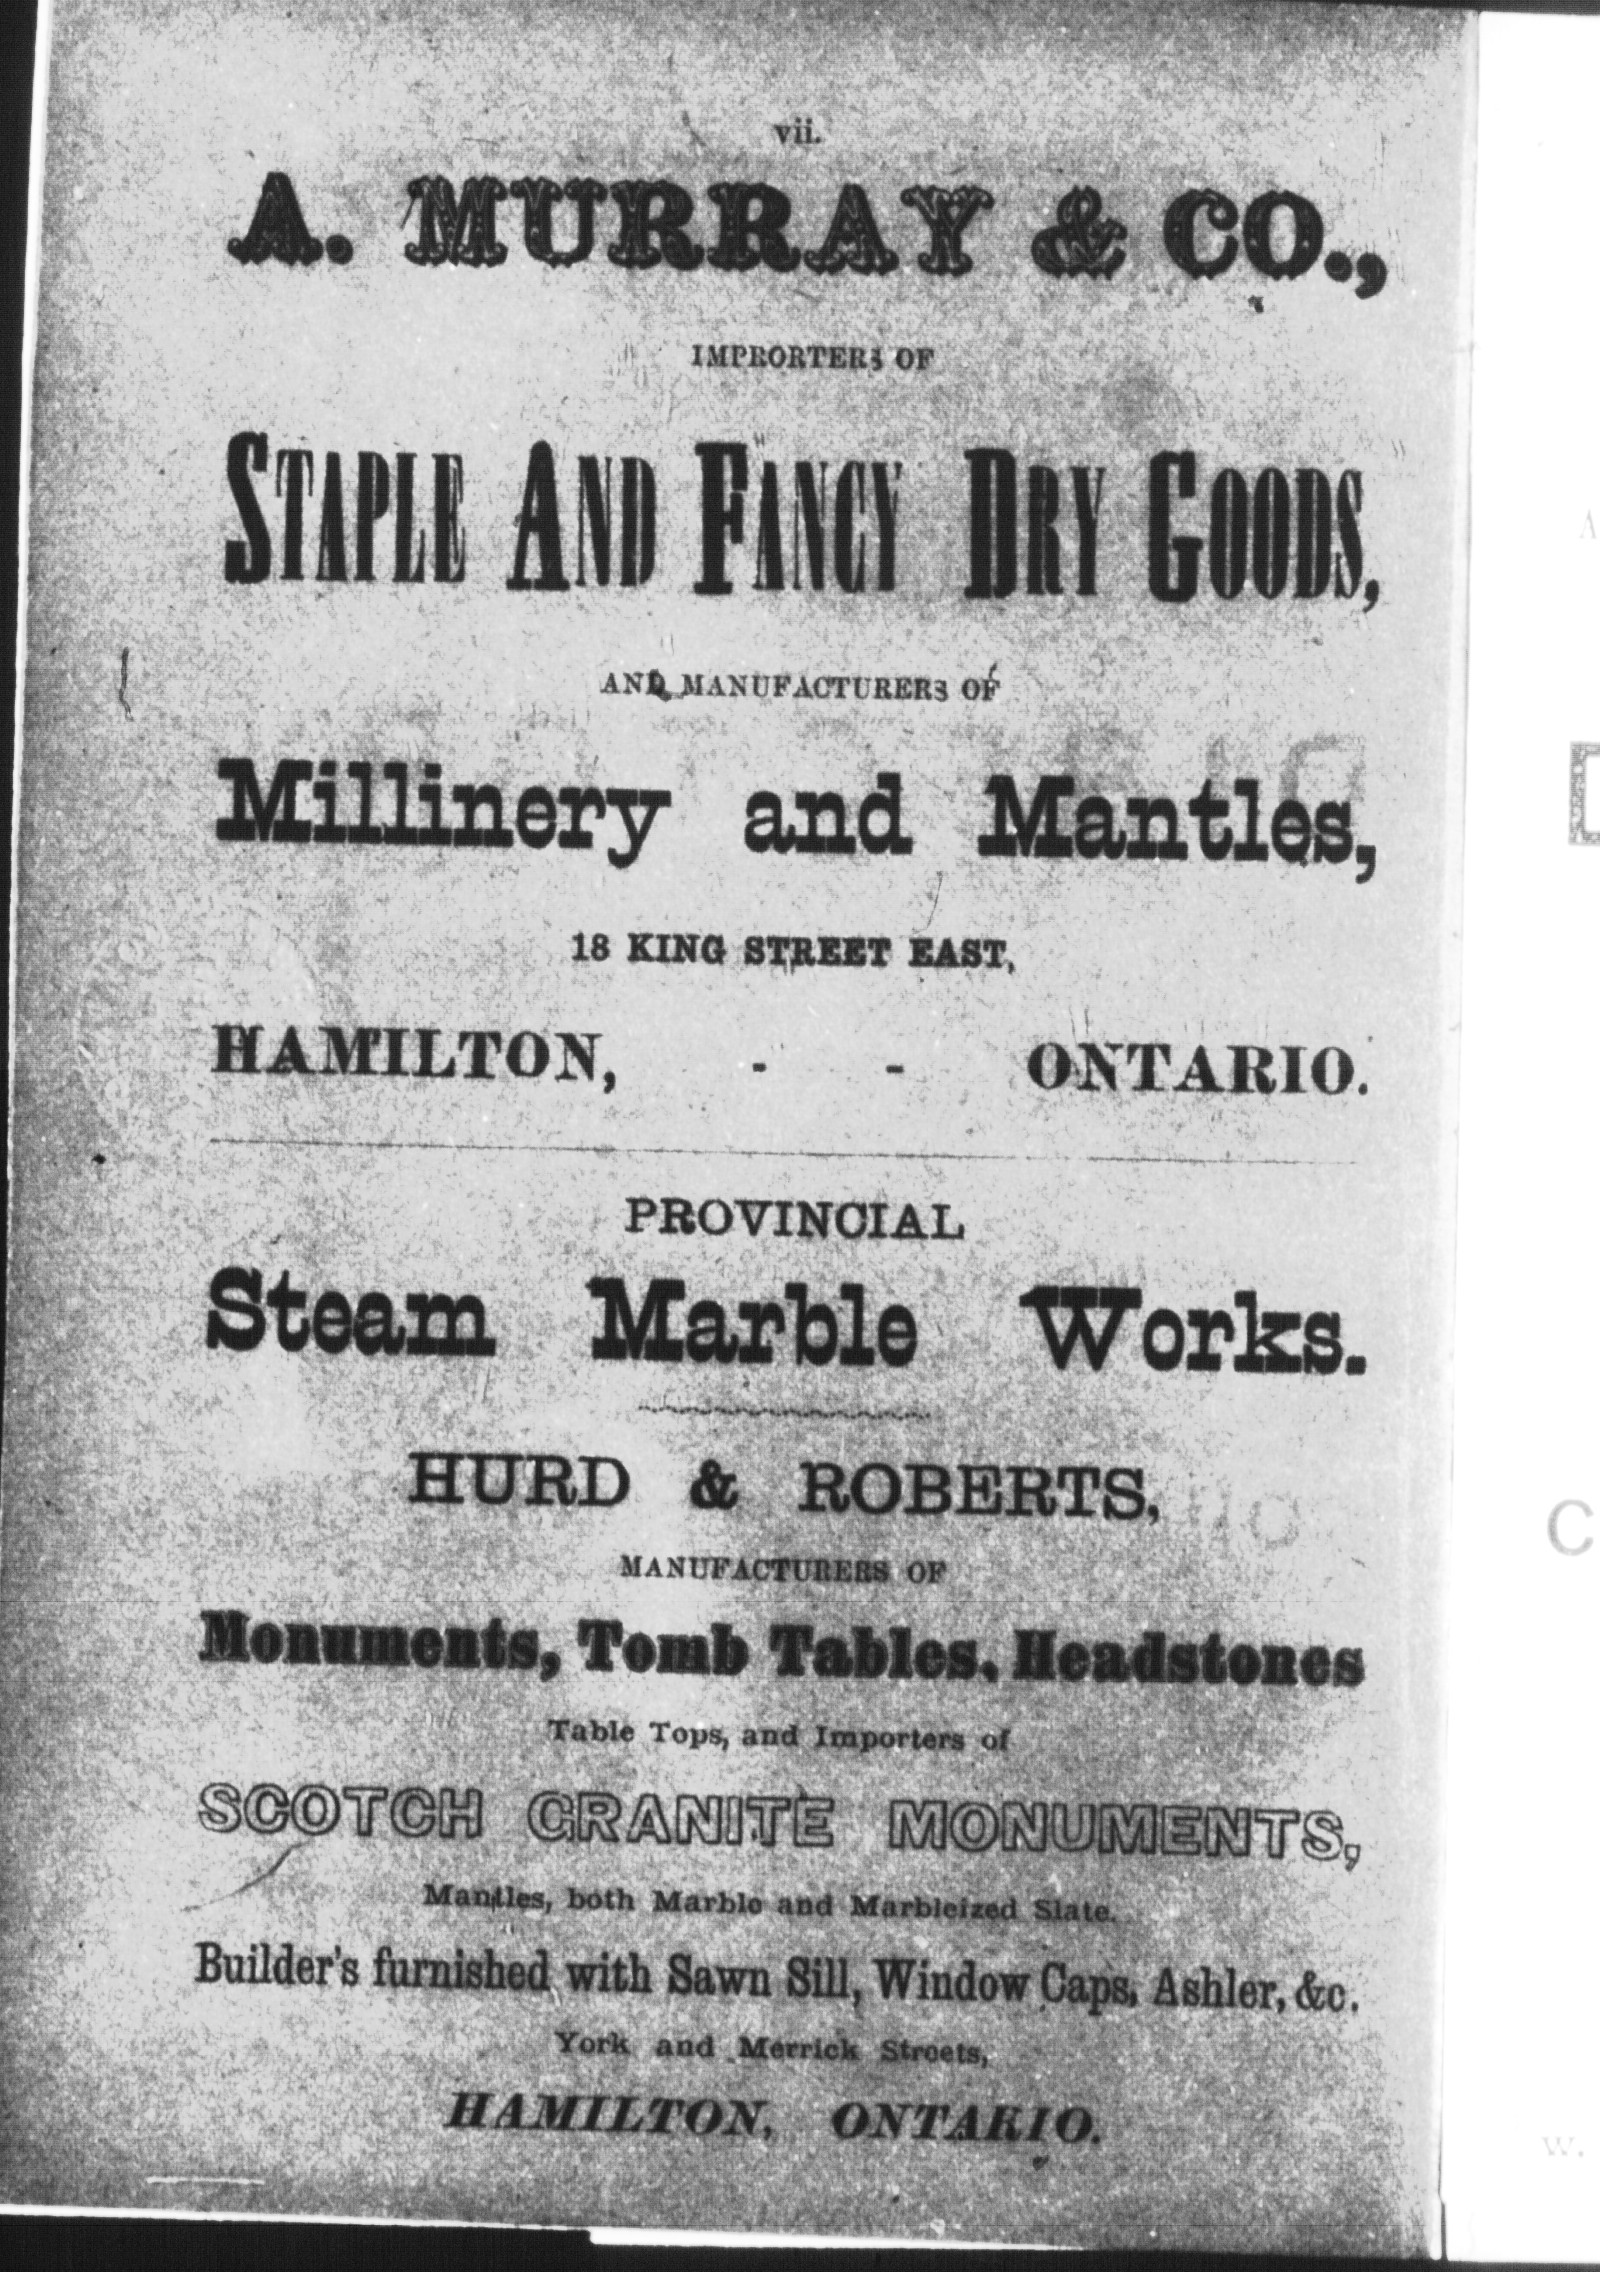 vii.
A. MURRAY & CO.,
IMPRORTERS OF
STAPLE AND FANCY DRY GOODS,
AND MANUFACTURERS OF
Millinery and Mantles,
18 KING STREET EAST,
HAMILTON, - - ONTARIO.
PROVINCIAL
Steam Marble Works.
HURD & ROBERTS,
MANUFACTURERS OF
Monuments, Tomb Tables, Headstones
Table Tops, and Importers of
SCOTCH GRANITE MONUMENTS,
Mantles, both Marble and Marbleized Slate.
Builder's furnished with Sawn Sill, Window Caps, Ashler, &c.
York and Merrick Streets,
HAMILTON, ONTARIO.